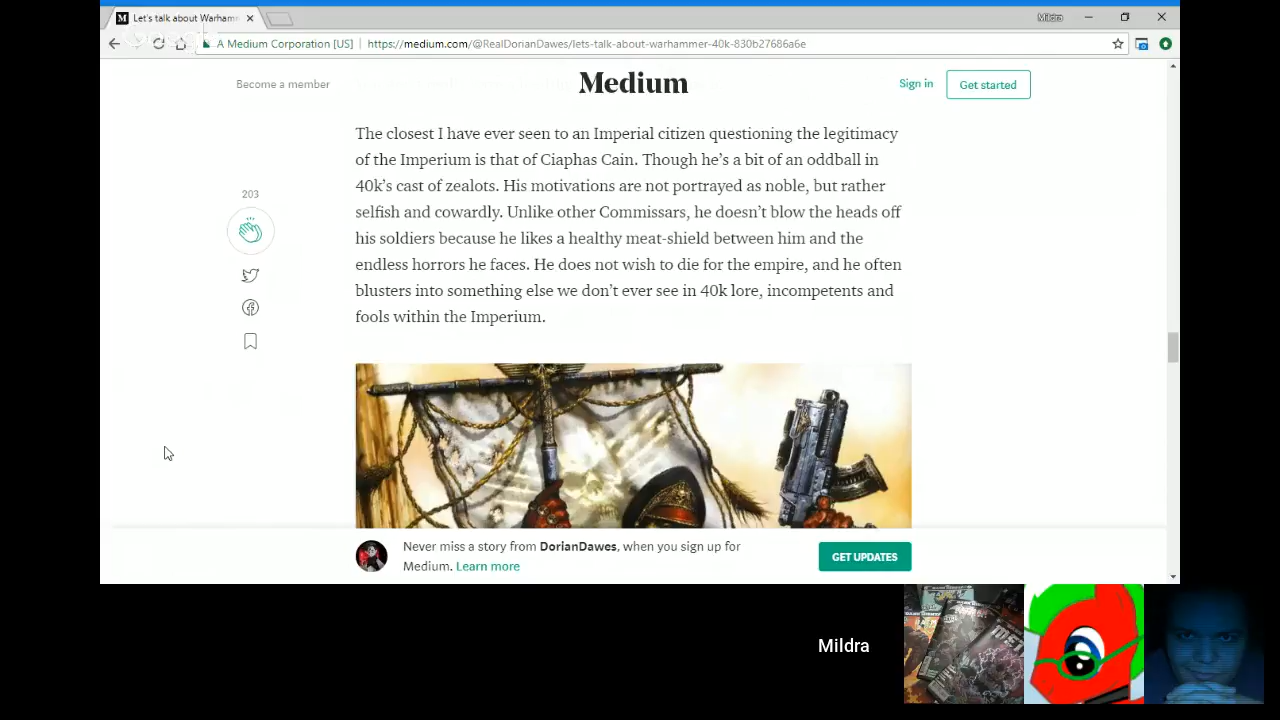 Let's talk about Warham
Mildra
A Medium Corporation [US] https://medium.com/@RealDorianDawes/lets-talk-about-warhammer-40k-830b27686a6e
Become a member
Medium
Sign in
Get started
The closest I have ever seen to an Imperial citizen questioning the legitimacy
of the Imperium is that of Ciaphas Cain. Though he's a bit of an oddball in
40k's cast of zealots. His motivations are not portrayed as noble, but rather
selfish and cowardly. Unlike other Commissars, he doesn't blow the heads off
his soldiers because he likes a healthy meat-shield between him and the
endless horrors he faces. He does not wish to die for the empire, and he often
blusters into something else we don't ever see in 40k lore, incompetents and
fools within the Imperium.
203
Never miss a story from DorianDawes, when you sign up for
Medium. Learn more
GET UPDATES
Mildra